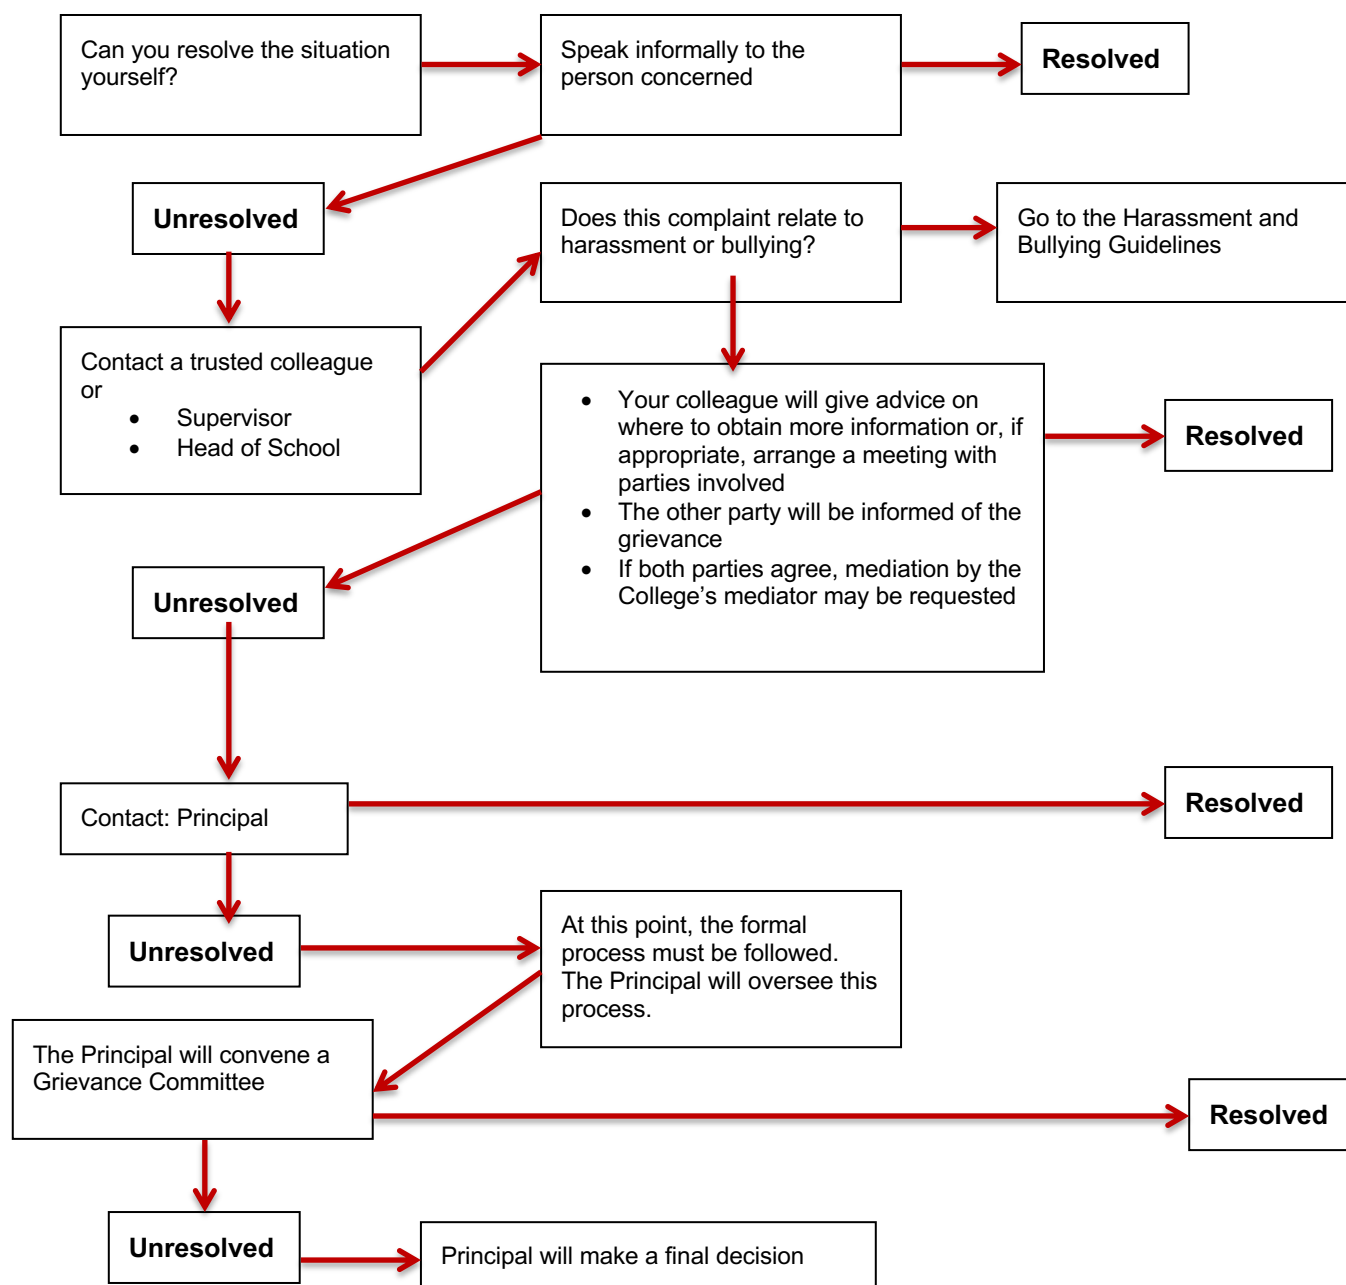 Can you resolve the situation
yourself?
Speak informally to the
person concerned
Resolved
Unresolved
Does this complaint relate to
harassment or bullying?
Go to the Harassment and
Bullying Guidelines
Contact a trusted colleague
or
• Supervisor
• Head of School
• Your colleague will give advice on
where to obtain more information or, if
appropriate, arrange a meeting with
parties involved
• The other party will be informed of the
grievance
• If both parties agree, mediation by the
College’s mediator may be requested
Resolved
Unresolved
Contact: Principal
Resolved
Unresolved
At this point, the formal
process must be followed.
The Principal will oversee this
process.
The Principal will convene a
Grievance Committee
Resolved
Unresolved
Principal will make a final decision